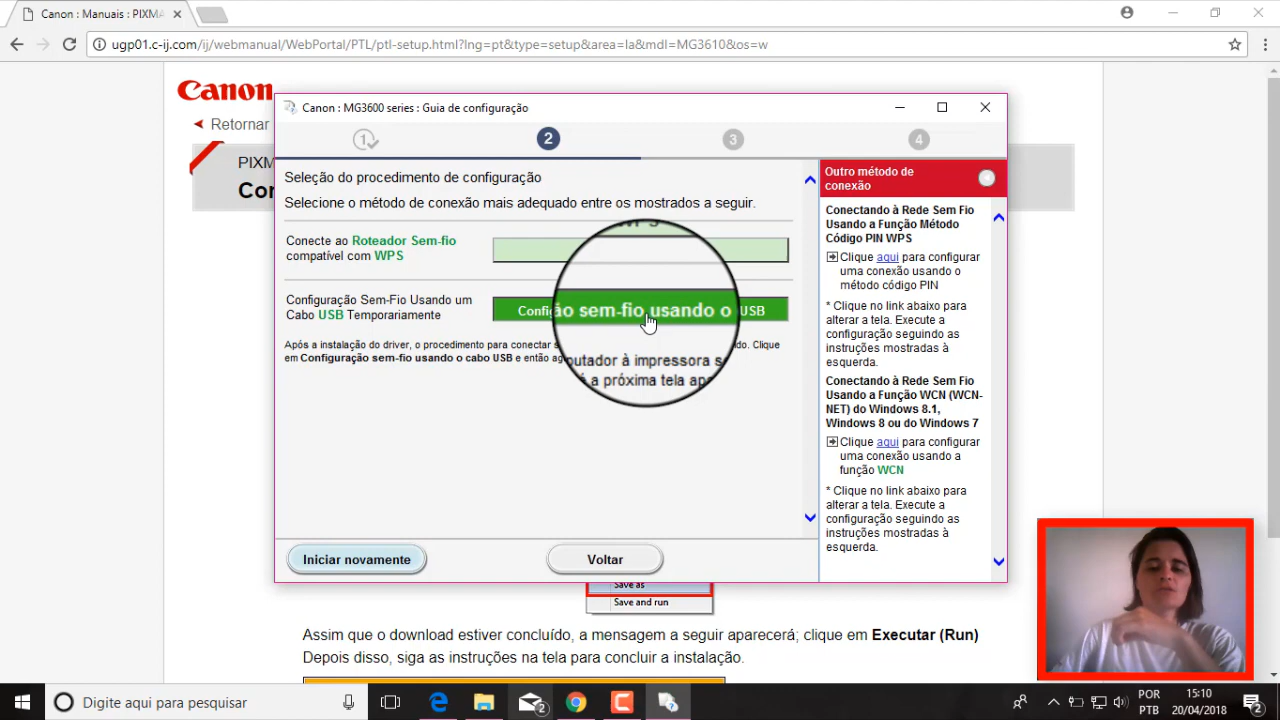 Canon : Manuais : PIXMA
ugp01.c-ij.com/ij/webmanual/WebPortal/PTL/ptl-setup.html?lng=pt&type=setup&area=la&mdl=MG3610&os=w
Canon
Retornar
PIXM
Con
Canon : MG3600 series : Guia de configuração
1 2 3 4
Seleção do procedimento de configuração
Selecione o método de conexão mais adequado entre os mostrados a seguir.
Conecte ao Roteador Sem-fio
compatível com WPS
Configuração Sem-Fio Usando um
Cabo USB Temporariamente
Config ão sem-fio usando o USB
Após a instalação do driver, o procedimento para conectar
do. Clique
em Configuração sem-fio usando o cabo USB e então
putador à impressora s
é a próxima tela
Outro método de
conexão
Conectando à Rede Sem Fio
Usando a Função Método
Código PIN WPS
Clique aqui para configurar
uma conexão usando o
método código PIN
* Clique no link abaixo para
alterar a tela. Execute a
configuração seguindo as
instruções mostradas à
esquerda.
Conectando à Rede Sem Fio
Usando a Função WCN (WCN-
NET) do Windows 8.1,
Windows 8 ou do Windows 7
Clique aqui para configurar
uma conexão usando a
função WCN
* Clique no link abaixo para
alterar a tela. Execute a
configuração seguindo as
instruções mostradas à
esquerda.
Iniciar novamente
Voltar
Save as
Save and run
Assim que o download estiver concluído, a mensagem a seguir aparecerá; clique em Executar (Run)
Depois disso, siga as instruções na tela para concluir a instalação.
Digite aqui para pesquisar
2
POR
PTB
15:10
20/04/2018
2